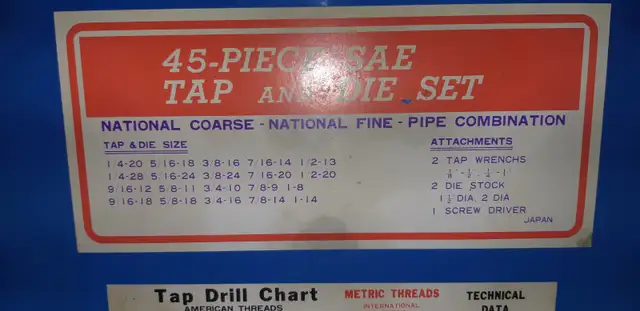 45-PIECE SAE
TAP AND DIE SET
NATIONAL COARSE - NATIONAL FINE - PIPE COMBINATION
TAP & DIE SIZE
1/4-20 5/16-18 3/8-16 7/16-14 1/2-13
1/4-28 5/16-24 3/8-24 7/16-20 1/2-20
9/16-12 5/8-11 3/4-10 7/8-9 1-8
9/16-18 5/8-18 3/4-16 7/8-14 1-14
ATTACHMENTS
2 TAP WRENCHS
2 DIE STOCK
1 1/2 DIA, 2 DIA
1 SCREW DRIVER
JAPAN
Tap Drill Chart
AMERICAN THREADS
METRIC THREADS
INTERNATIONAL
TECHNICAL
DATA